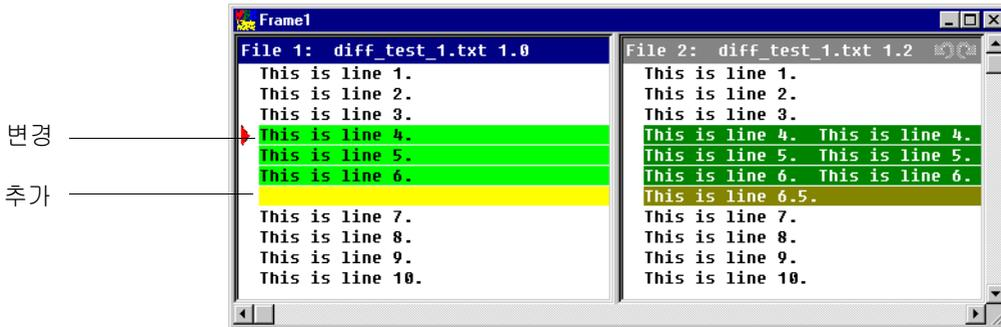 Frame1
File 1: diff_test_1.txt 1.0
This is line 1.
This is line 2.
This is line 3.
This is line 4.
This is line 5.
This is line 6.
This is line 7.
This is line 8.
This is line 9.
This is line 10.
File 2: diff_test_1.txt 1.2
This is line 1.
This is line 2.
This is line 3.
This is line 4. This is line 4.
This is line 5. This is line 5.
This is line 6. This is line 6.
This is line 6.5.
This is line 7.
This is line 8.
This is line 9.
This is line 10.
변경
추가